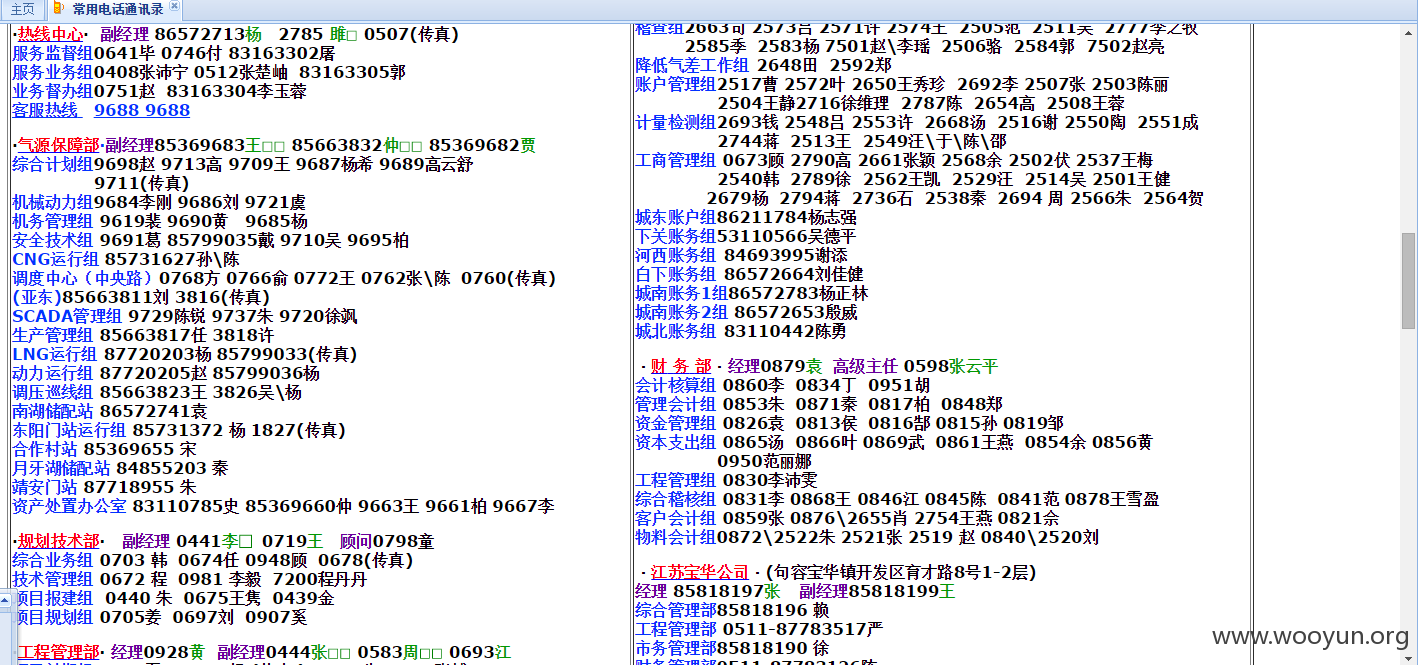 主页 常用电话通讯录
·热线中心· 副经理 86572713杨 2785 雎□ 0507(传真)
服务监督组0641毕 0746付 83163302屠
服务业务组0408张沛宁 0512张楚岫 83163305郭
业务督办组0751赵 83163304李玉蓉
客服热线 9688 9688
·气源保障部·副经理85369683王□□ 85663832仲□□ 85369682贾
综合计划组9698赵 9713高 9709王 9687杨希 9689高云舒
9711(传真)
机械动力组9684李刚 9686刘 9721虞
机务管理组 9619裴 9690黄 9685杨
安全技术组 9691葛 85799035戴 9710吴 9695柏
CNG运行组 85731627孙\陈
调度中心（中央路）0768方 0766俞 0772王 0762张\陈 0760(传真)
(亚东)85663811刘 3816(传真)
SCADA管理组 9729陈锐 9737朱 9720徐飒
生产管理组 85663817任 3818许
LNG运行组 87720203杨 85799033(传真)
动力运行组 87720205赵 85799036杨
调压巡线组 85663823王 3826吴\杨
南湖储配站 86572741袁
东阳门站运行组 85731372 杨 1827(传真)
合作村站 85369655 宋
月牙湖储配站 84855203 秦
靖安门站 87718955 朱
资产处置办公室 83110785史 85369660仲 9663王 9661柏 9667李
·规划技术部· 副经理 0441李□ 0719王 顾问0798童
综合业务组 0703 韩 0674任 0948顾 0678(传真)
技术管理组 0672 程 0981 李毅 7200程丹丹
项目报建组 0440 朱 0675王隽 0439金
项目规划组 0705姜 0697刘 0907奚
·工程管理部· 经理0928黄 副经理0444张□□ 0583周□□ 0693江
稽查组2663司 2573吕 2571许 2574王 2505范 2511吴 2777李之牧
2585季 2583杨 7501赵\李瑶 2506骆 2584郭 7502赵亮
降低气差工作组 2648田 2592郑
账户管理组2517曹 2572叶 2650王秀珍 2692李 2507张 2503陈丽
2504王静2716徐维理 2787陈 2654高 2508王蓉
计量检测组2693钱 2548吕 2553许 2668汤 2516谢 2550陶 2551成
2744蒋 2513王 2549汪\于\陈\邵
工商管理组 0673顾 2790高 2661张颖 2568余 2502伏 2537王梅
2540韩 2789徐 2562王凯 2529汪 2514吴 2501王健
2679杨 2794蒋 2736石 2538秦 2694 周 2566朱 2564贺
城东账户组86211784杨志强
下关账务组53110566吴德平
河西账务组 84693995谢添
白下账务组 86572664刘佳健
城南账务1组86572783杨正林
城南账务2组 86572653殷威
城北账务组 83110442陈勇
·财 务 部· 经理0879袁 高级主任 0598张云平
会计核算组 0860李 0834丁 0951胡
管理会计组 0853朱 0871秦 0817柏 0848郑
资金管理组 0826袁 0813侯 0816郜 0815孙 0819邹
资本支出组 0865汤 0866叶 0869武 0861王燕 0854余 0856黄
0950范丽娜
工程管理组 0830李沛雯
综合稽核组 0831李 0868王 0846江 0845陈 0841范 0878王雪盈
客户会计组 0859张 0876\2655肖 2754王燕 0821佘
物料会计组0872\2522朱 2521张 2519 赵 0840\2520刘
·江苏宝华公司·(句容宝华镇开发区育才路8号1-2层)
经理 85818197张 副经理85818199王
综合管理部85818196 赖
工程管理部 0511-87783517严
市务管理部85818190 徐
www.wooyun.org